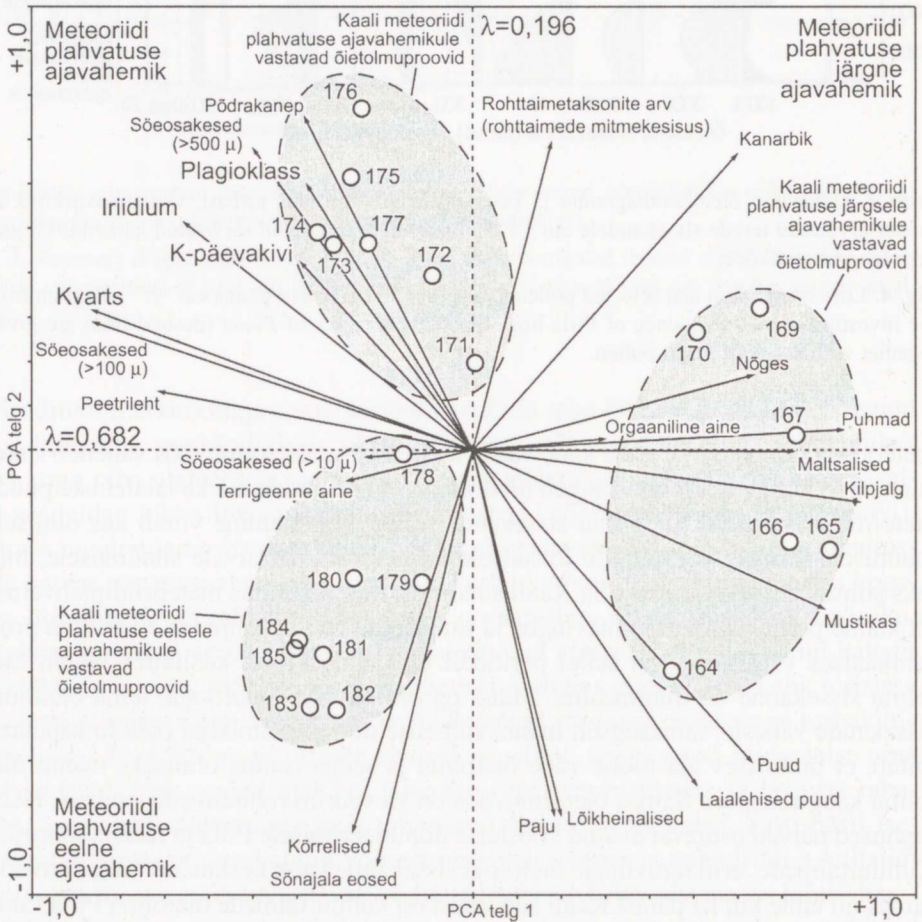 +1,0
Meteoriidi
plahvatuse
ajavahemik
Kaali meteoriidi
plahvatuse ajavahemikule
vastavad õietolmuproovid
λ=0,196
Meteoriidi
plahvatuse
järgne
ajavahemik
176
Põdrakanep
Söeosakesed
(>500 µ)
Plagioklass
175
Rohttaimetaksonite arv
(rohttaimede mitmekesisus)
Kanarbik
Kaali meteoriidi
plahvatuse järgsele
ajavahemikule
vastavad
õietolmuproovid
Iriidium
174
177
K-päevakivi
173
172
Kvarts
171
169
170
Söeosakesed
(>100 µ)
Nõges
Peetrileht
167
Puhmad
Orgaaniline aine
PCA telg 2
λ=0,682
Söeosakesed (>10 µ)
178
Maltsalised
Terrigeenne aine
Kilpjalg
166
165
180
179
Kaali meteoriidi
plahvatuse eelsele
ajavahemikule
vastavad
õietolmuproovid
184
185
181
Mustikas
164
183
182
Puud
Laialehised puud
Meteoriidi
plahvatuse
eelne
ajavahemik
Paju
Lõikheinalised
Kõrrelised
Sõnajala eosed
-1,0
-1,0
PCA telg 1
+1,0